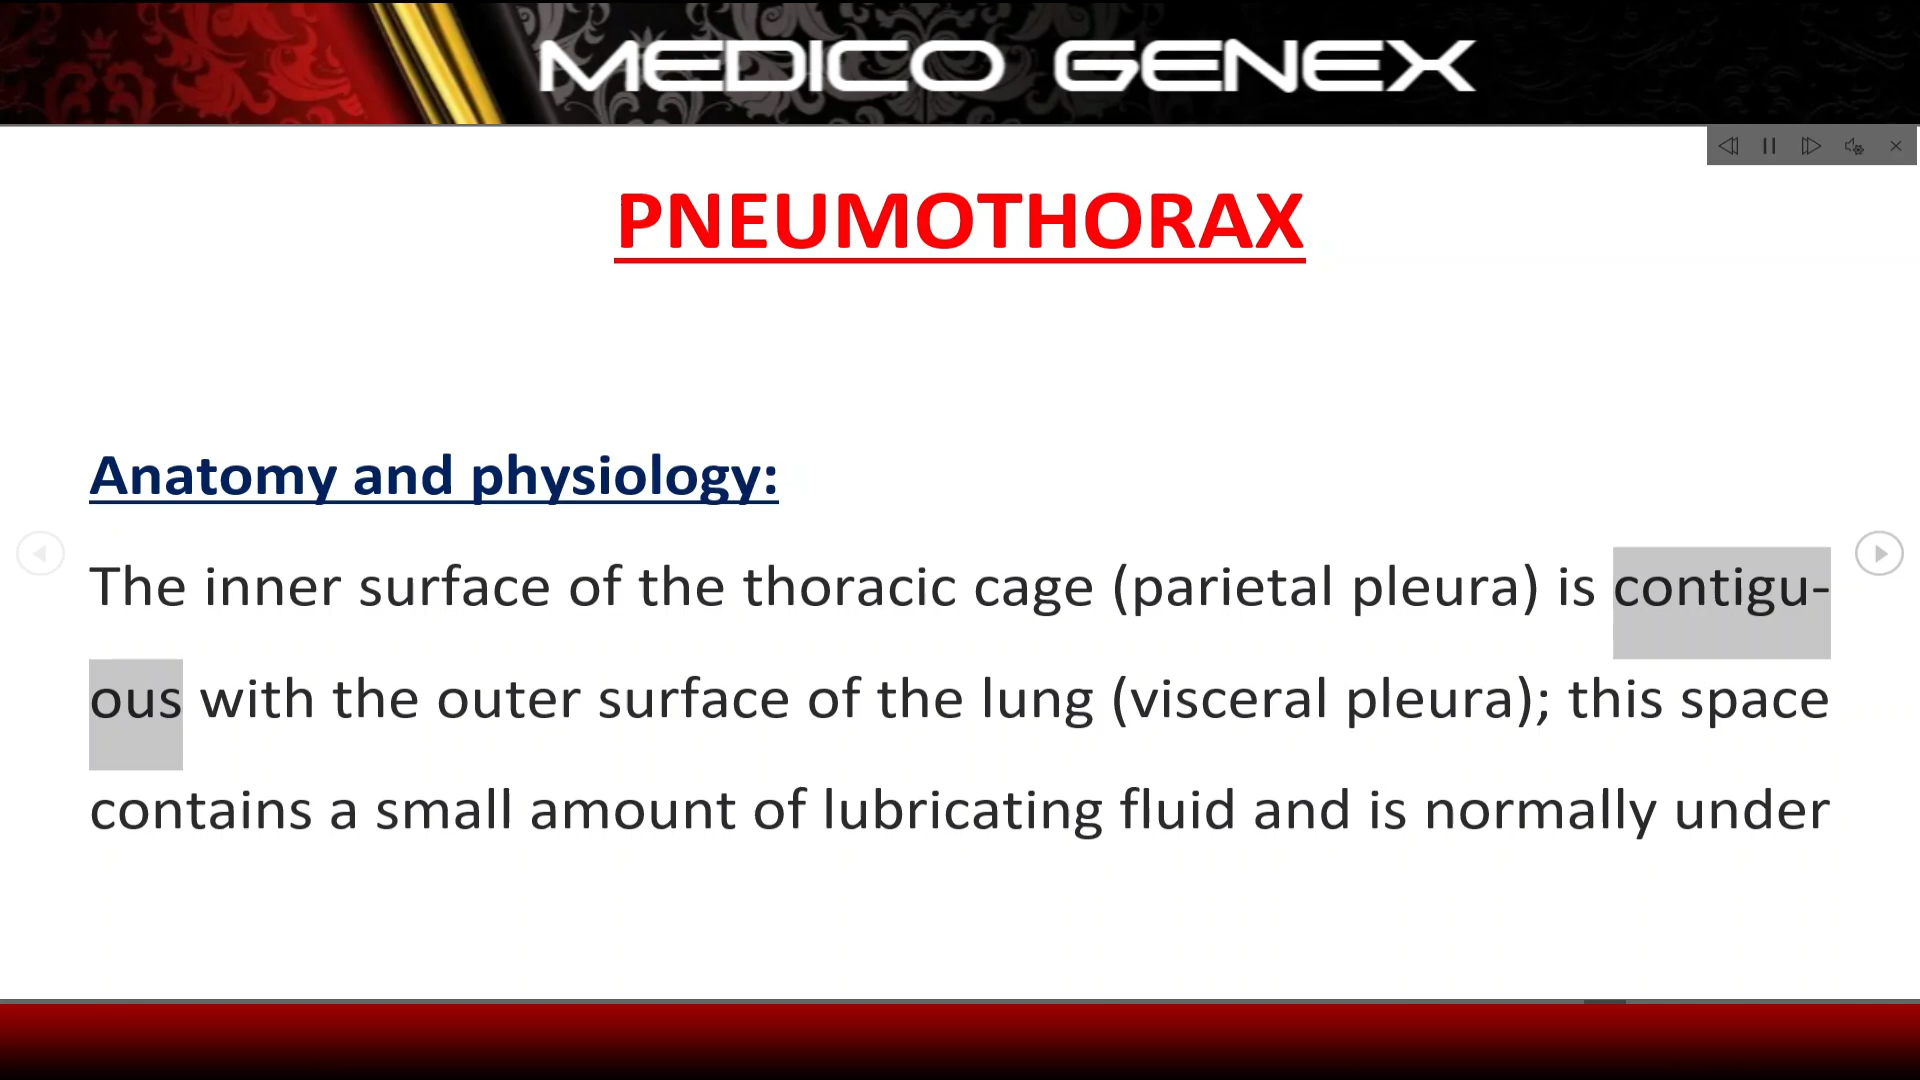 MEDICO GENEX
PNEUMOTHORAX
Anatomy and physiology:
The inner surface of the thoracic cage (parietal pleura) is contigu-
ous with the outer surface of the lung (visceral pleura); this space
contains a small amount of lubricating fluid and is normally under